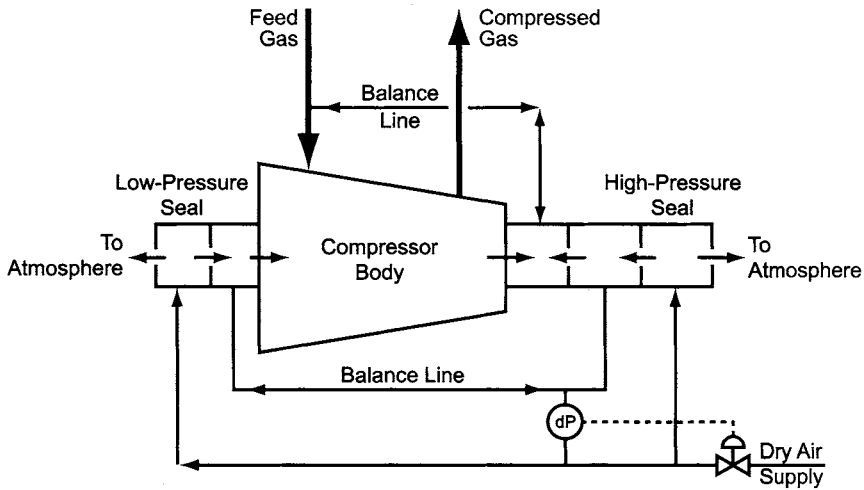 Feed
Gas
Compressed
Gas
Balance
Line
Low-Pressure
Seal
High-Pressure
Seal
To
Atmosphere
Compressor
Body
To
Atmosphere
Balance Line
dP
Dry Air
Supply